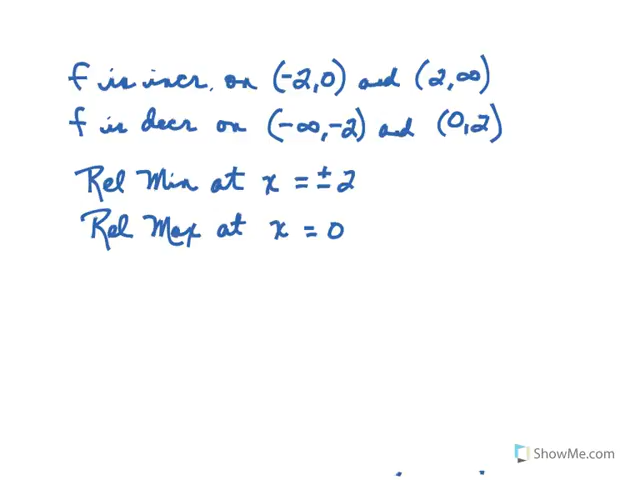 f is incr. on (-2,0) and (2,∞)
f is decr on (-∞,-2) and (0,2)
Rel Min at x = ±2
Rel Max at x = 0
ShowMe.com